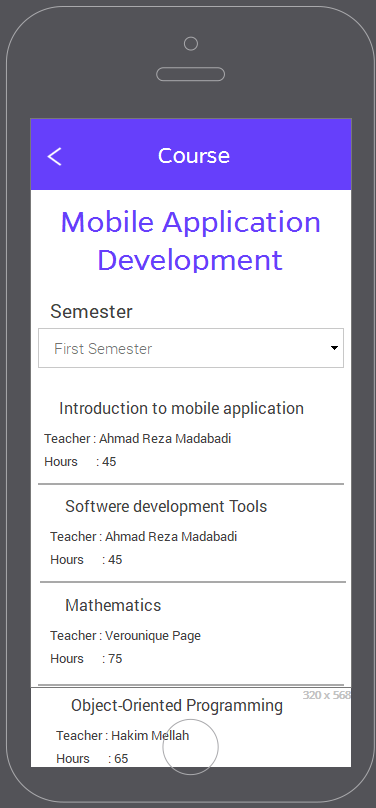 Course
Mobile Application
Development
Semester
First Semester
Introduction to mobile application
Teacher : Ahmad Reza Madabadi
Hours : 45
Softwere development Tools
Teacher : Ahmad Reza Madabadi
Hours : 45
Mathematics
Teacher : Verounique Page
Hours : 75
320 x 568
Object-Oriented Programming
Teacher : Hakim Mellah
Hours : 65